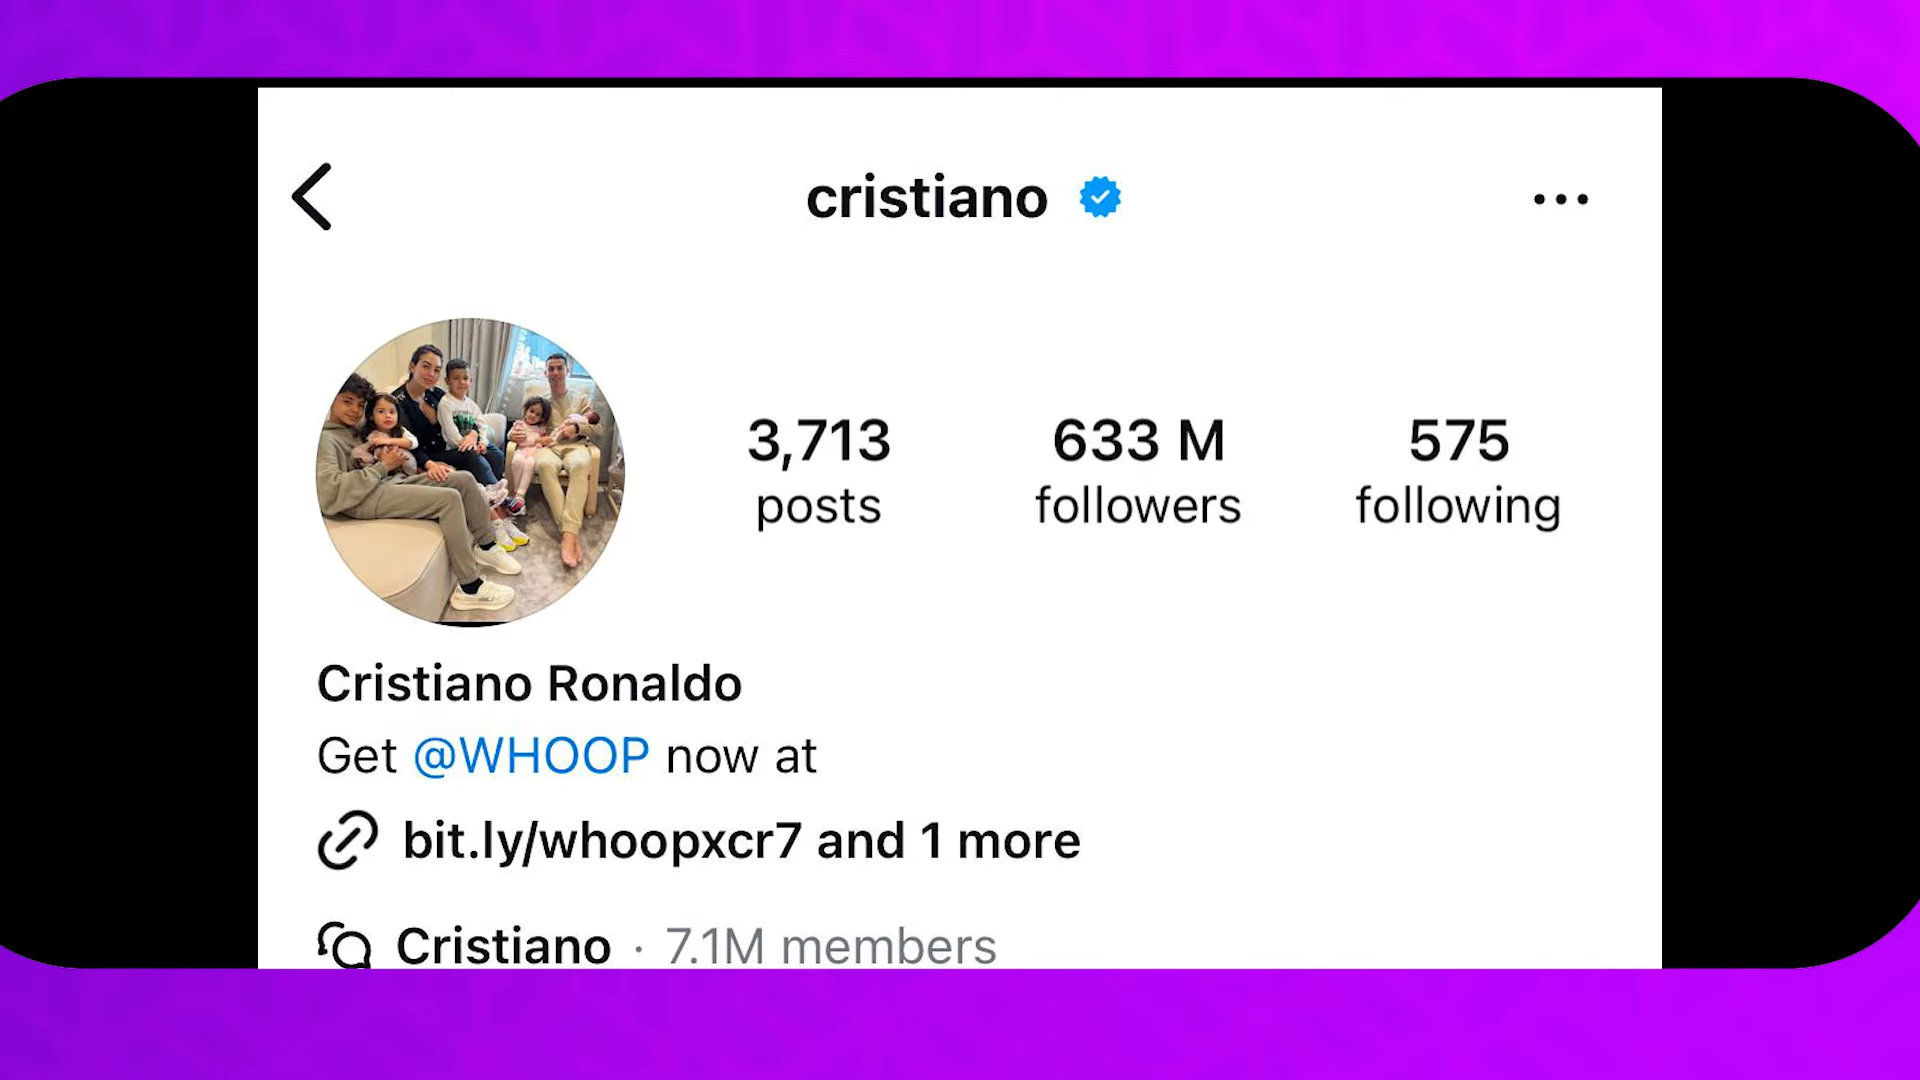 cristiano
3,713 633 M 575
posts followers following
Cristiano Ronaldo
Get @WHOOP now at
bit.ly/whoopxcr7 and 1 more
Cristiano · 7.1M members